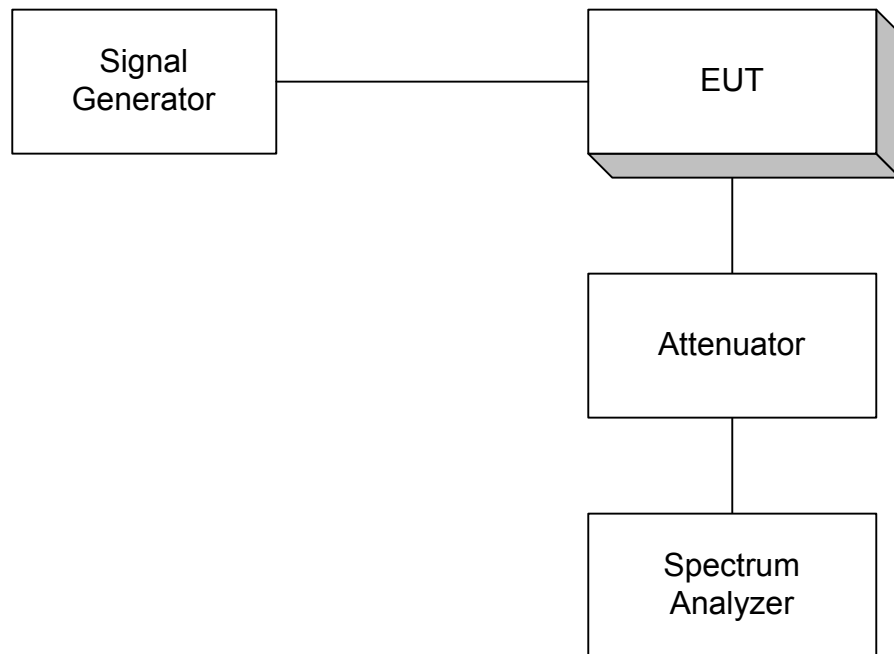 Signal
Generator
EUT
Attenuator
Spectrum
Analyzer